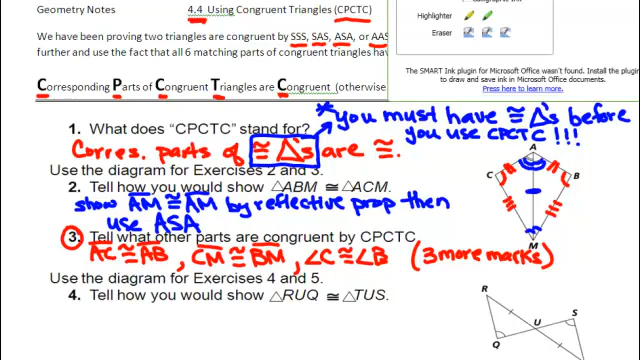 Geometry Notes 4.4 Using Congruent Triangles (CPCTC)
We have been proving two triangles are congruent by SSS, SAS, ASA, or AAS
further and use the fact that all 6 matching parts of congruent triangles
Corresponding Parts of Congruent Triangles are Congruent (otherwise
Highlighter
Eraser
The SMART Ink plugin for Microsoft Office wasn't found. Install the plugin
to draw and save ink in Microsoft Office documents.
Press here to learn more.
* you must have ≅ △'s before
you use CPCTC !!!
1. What does "CPCTC" stand for?
Corres. parts of ≅ △'s are ≅.
Use the diagram for Exercises 2 and 3.
2. Tell how you would show △ABM ≅ △ACM.
show AM ≅ AM by reflective prop then
use ASA
3. Tell what other parts are congruent by CPCTC
AC ≅ AB, CM ≅ BM, ∠C ≅ ∠B (3 more marks)
A
C
B
M
Use the diagram for Exercises 4 and 5.
4. Tell how you would show △RUQ ≅ △TUS.
R
U
S
Q